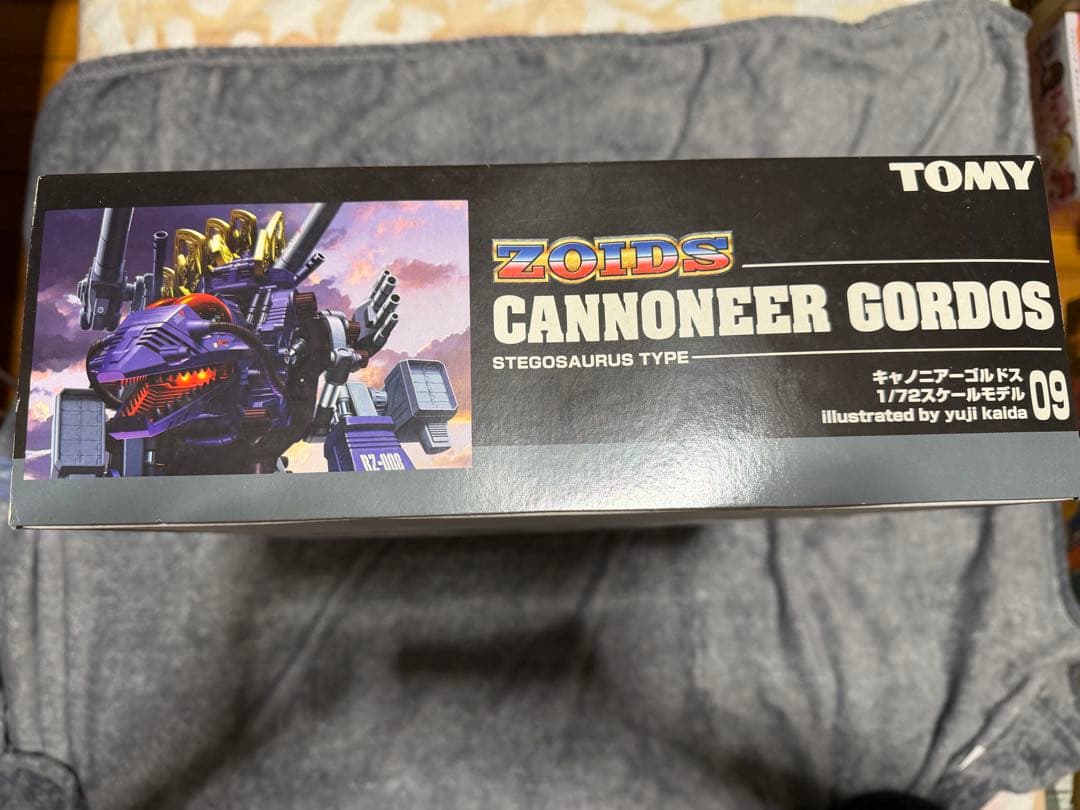 TOMY
ZOIDS
CANNONEER GORDOS
STEGOSAURUS TYPE
キャノニアーゴルドス
1/72スケールモデル
illustrated by yuji kaida
09
RZ-008